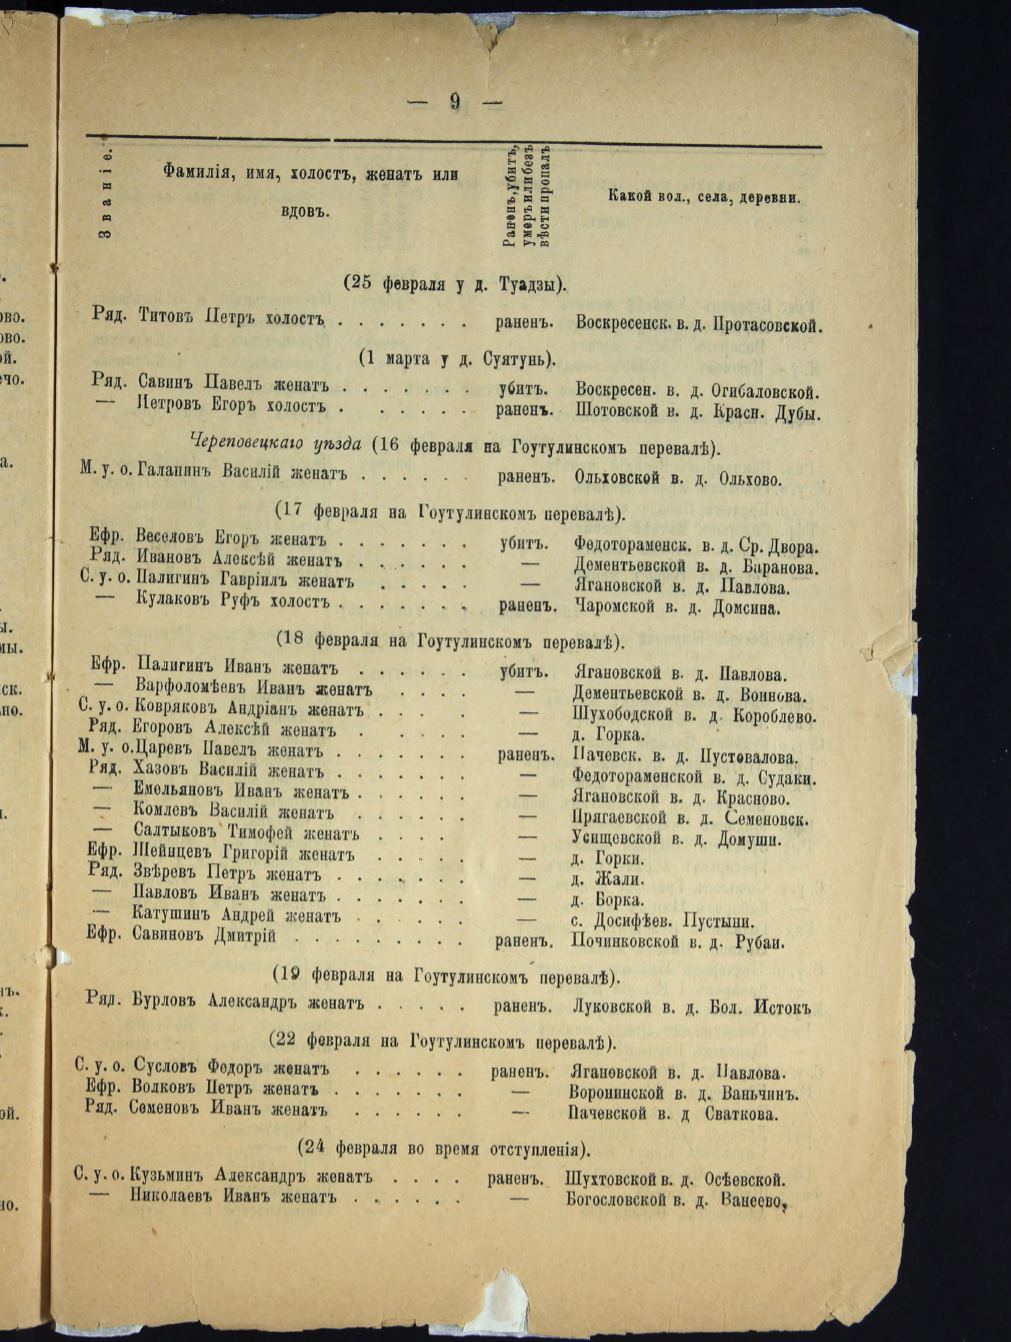 — 9 —
Званіе.
Фамилія, имя, холостъ, женатъ или
вдовъ.
Раненъ, убитъ,
умеръ или безъ
вѣсти пропалъ
Какой вол., села, деревни.
(25 февраля у д. Туадзы).
Ряд. Титовъ Петръ холостъ . . . . . . . раненъ. Воскресенск. в. д. Протасовской.
(1 марта у д. Суятунь).
Ряд. Савинъ Павелъ женатъ . . . . . . . убитъ. Воскресен. в. д. Огибаловской.
— Петровъ Егоръ холостъ . . . . . . раненъ. Шотовской в. д. Красн. Дубы.
Череповецкаго уѣзда (16 февраля на Гоутулинскомъ перевалѣ).
М. у. о. Галанинъ Василій женатъ . . . . . . раненъ. Ольховской в. д. Ольхово.
(17 февраля на Гоутулинскомъ перевалѣ).
Ефр. Веселовъ Егоръ женатъ . . . . . . . убитъ. Федотораменск. в. д. Ср. Двора.
Ряд. Ивановъ Алексѣй женатъ . . . . . . — Дементьевской в. д. Баранова.
С. у. о. Палигинъ Гавріилъ женатъ . . . . . — Ягановской в. д. Павлова.
— Кулаковъ Руфъ холостъ . . . . . . . раненъ. Чаромской в. д. Домсина.
(18 февраля на Гоутулинскомъ перевалѣ).
Ефр. Палигинъ Иванъ женатъ . . . . . . убитъ. Ягановской в. д. Павлова.
— Варфоломѣевъ Иванъ женатъ . . . . — Дементьевской в. д. Воинова.
С. у. о. Ковряковъ Андріанъ женатъ . . . . — Шухободской в. д. Короблево.
Ряд. Егоровъ Алексѣй женатъ . . . . . — д. Горка.
М. у. о. Царевъ Павелъ женатъ . . . . . . . раненъ. Пачевск. в. д. Пустовалова.
Ряд. Хазовъ Василій женатъ . . . . . . . — Федотораменской в. д. Судаки.
— Емельяновъ Иванъ женатъ . . . . . . — Ягановской в. д. Красново.
— Комлевъ Василій женатъ . . . . . . — Прягаевской в. д. Семеновск.
— Салтыковъ Тимофей женатъ . . . . — Усищевской в. д. Домуши.
Ефр. Шейнцевъ Григорій женатъ . . . . . — д. Горки.
Ряд. Звѣревъ Петръ женатъ . . . . . . . — д. Жали.
— Павловъ Иванъ женатъ . . . . . . . — д. Борка.
— Катушинъ Андрей женатъ . . . . . . — с. Досифѣев. Пустыни.
Ефр. Савиновъ Дмитрій . . . . . . . . . раненъ. Починковской в. д. Рубаи.
(19 февраля на Гоутулинскомъ перевалѣ).
Ряд. Бурловъ Александръ женатъ . . . . . раненъ. Луковской в. д. Бол. Истокъ
(22 февраля на Гоутулинскомъ перевалѣ).
С. у. о. Сусловъ Федоръ женатъ . . . . . . раненъ. Ягановской в. д. Павлова.
Ефр. Волковъ Петръ женатъ . . . . . . . — Воронинской в. д. Ваньчинъ.
Ряд. Семеновъ Иванъ женатъ . . . . . . — Пачевской в. д Сваткова.
(24 февраля во время отступленія).
С. у. о. Кузьминъ Александръ женатъ . . . . раненъ. Шухтовской в. д. Осѣевской.
— Николаевъ Иванъ женатъ . . . . . . — Богословской в. д. Ванеево,